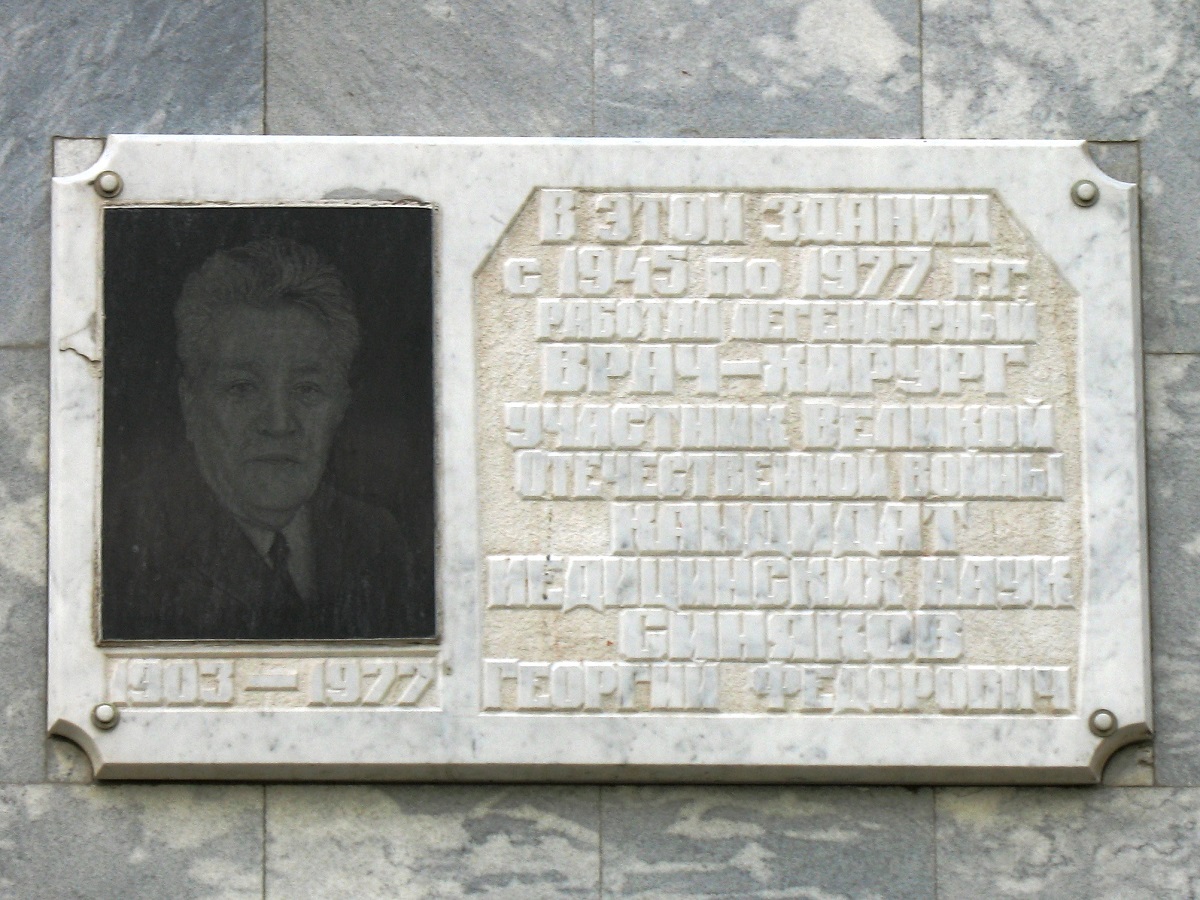 В ЭТОМ ЗДАНИИ
с 1945 по 1977 г.г.
РАБОТАЛ ЛЕГЕНДАРНЫЙ
ВРАЧ-ХИРУРГ
УЧАСТНИК ВЕЛИКОЙ
ОТЕЧЕСТВЕННОЙ ВОЙНЫ
КАНДИДАТ
МЕДИЦИНСКИХ НАУК
СИНЯКОВ
ГЕОРГИЙ ФЕДОРОВИЧ
1903 — 1977